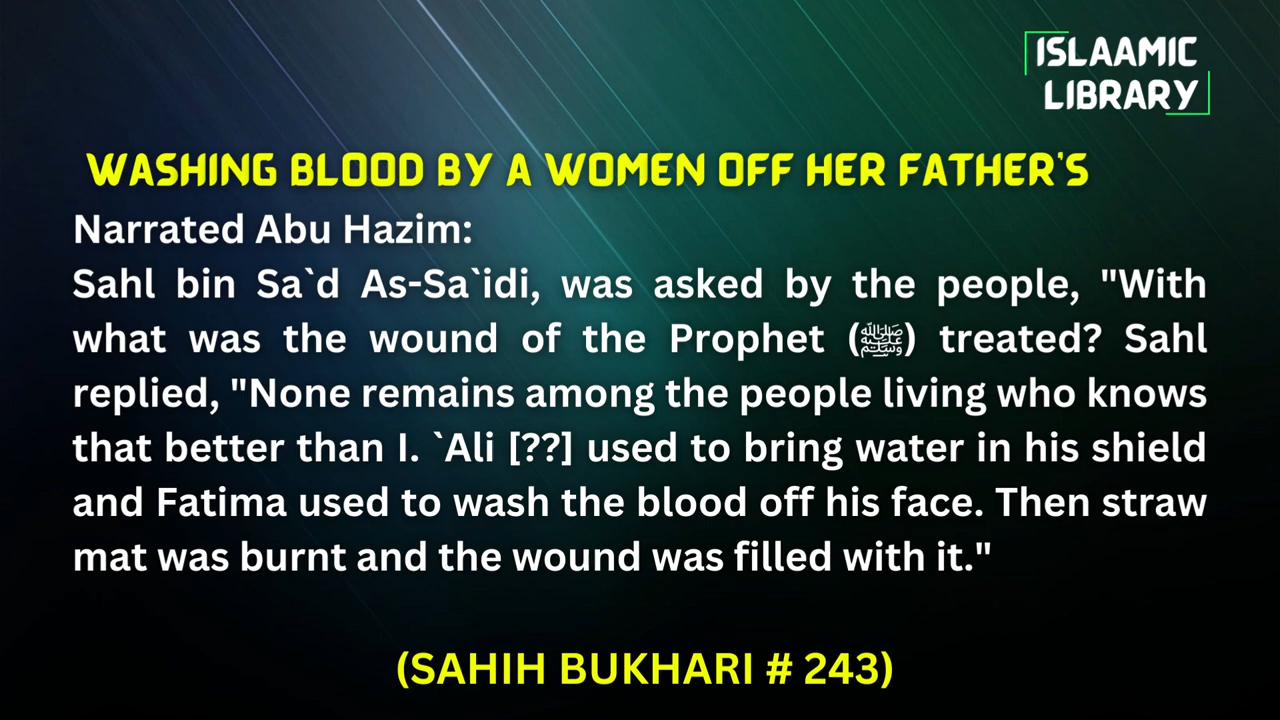 ISLAAMIC
LIBRARY
WASHING BLOOD BY A WOMEN OFF HER FATHER'S
Narrated Abu Hazim:
Sahl bin Sa`d As-Sa`idi, was asked by the people, "With
what was the wound of the Prophet (ﷺ) treated? Sahl
replied, "None remains among the people living who knows
that better than I. `Ali [??] used to bring water in his shield
and Fatima used to wash the blood off his face. Then straw
mat was burnt and the wound was filled with it."
(SAHIH BUKHARI # 243)